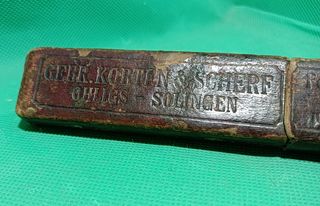 GEBR. KORTEN & SCHERF
OHLIGS - SOLINGEN